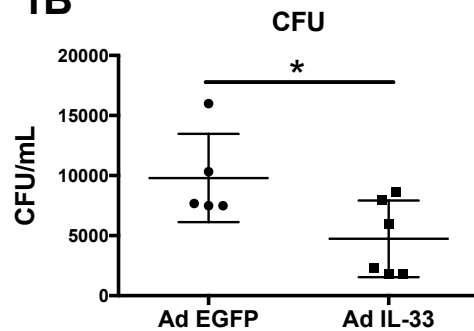 1B
CFU
20000
*
15000
10000
5000
0
CFU/mL
Ad EGFP
Ad IL-33